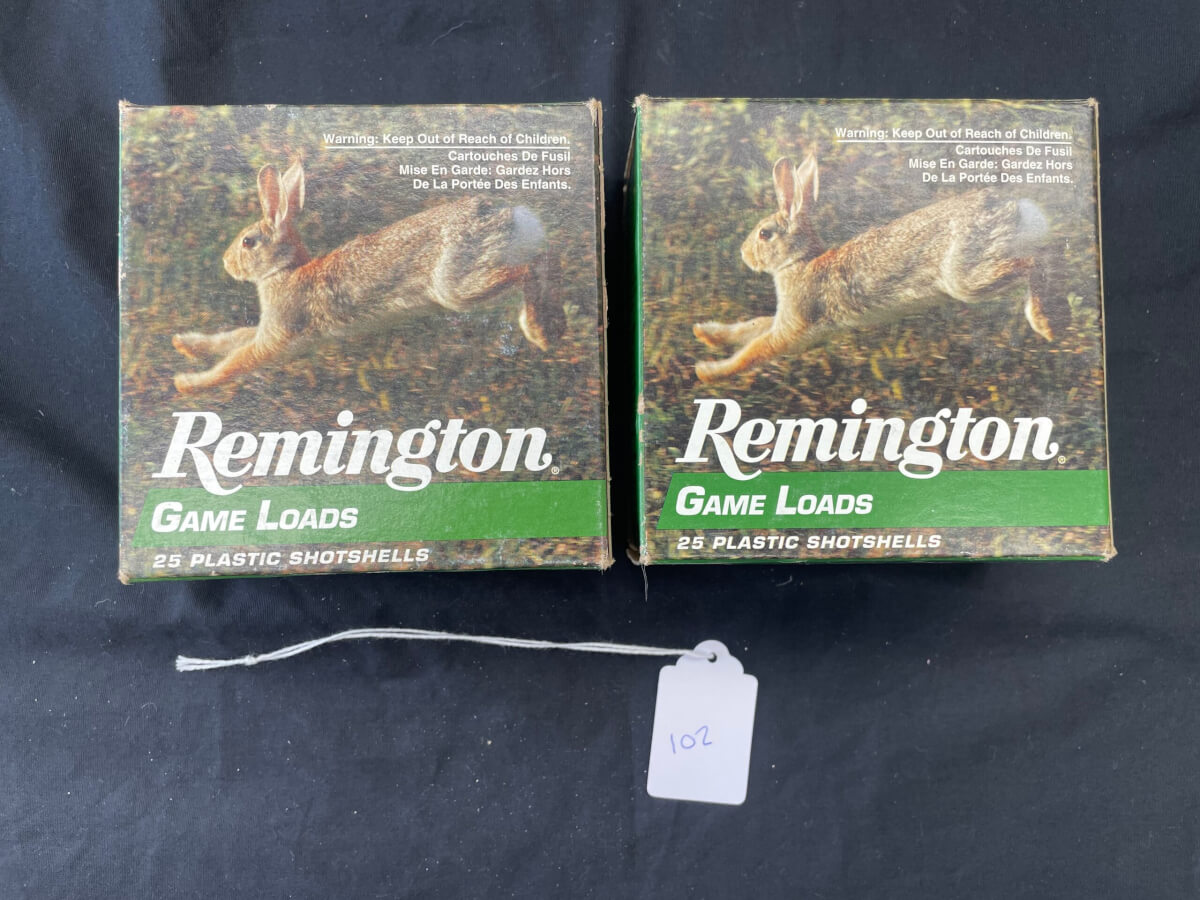 Warning: Keep Out of Reach of Children.
Cartouches De Fusil
Mise En Garde: Gardez Hors
De La Portée Des Enfants.
Remington®
GAME LOADS
25 PLASTIC SHOTSHELLS
Warning: Keep Out of Reach of Children.
Cartouches De Fusil
Mise En Garde: Gardez Hors
De La Portée Des Enfants.
Remington®
GAME LOADS
25 PLASTIC SHOTSHELLS
102